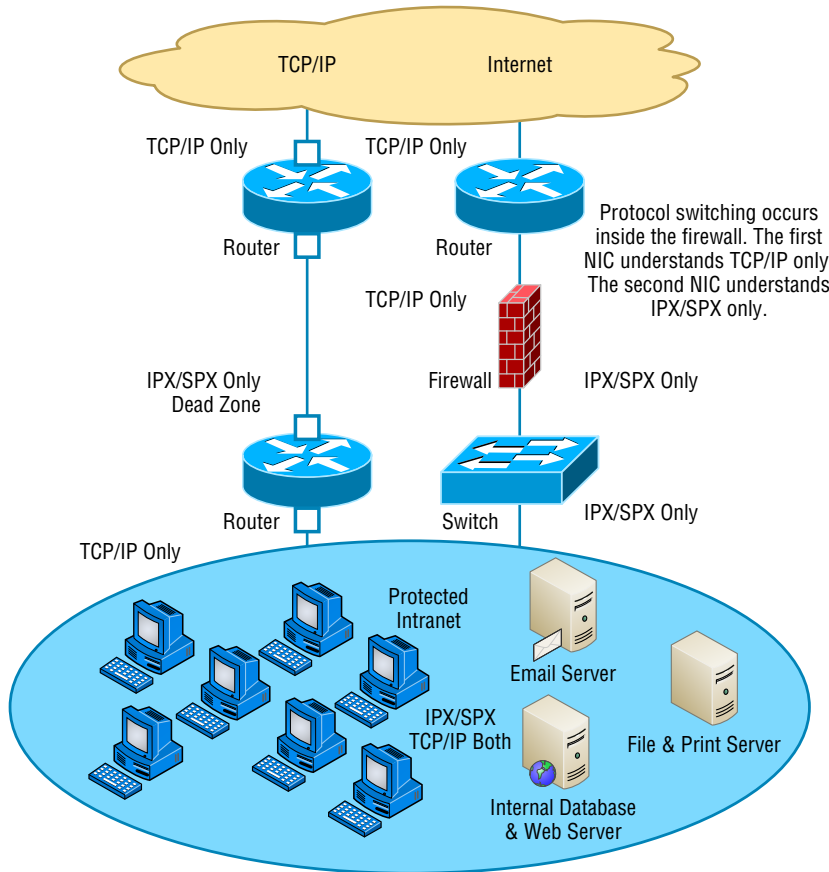 TCP/IP
Internet
TCP/IP Only
TCP/IP Only
Router
Router
Protocol switching occurs
inside the firewall. The first
NIC understands TCP/IP only
The second NIC understands
IPX/SPX only.
TCP/IP Only
IPX/SPX Only
Dead Zone
Firewall
IPX/SPX Only
Router
Switch
IPX/SPX Only
TCP/IP Only
Protected
Intranet
Email Server
IPX/SPX
TCP/IP Both
File & Print Server
Internal Database
& Web Server